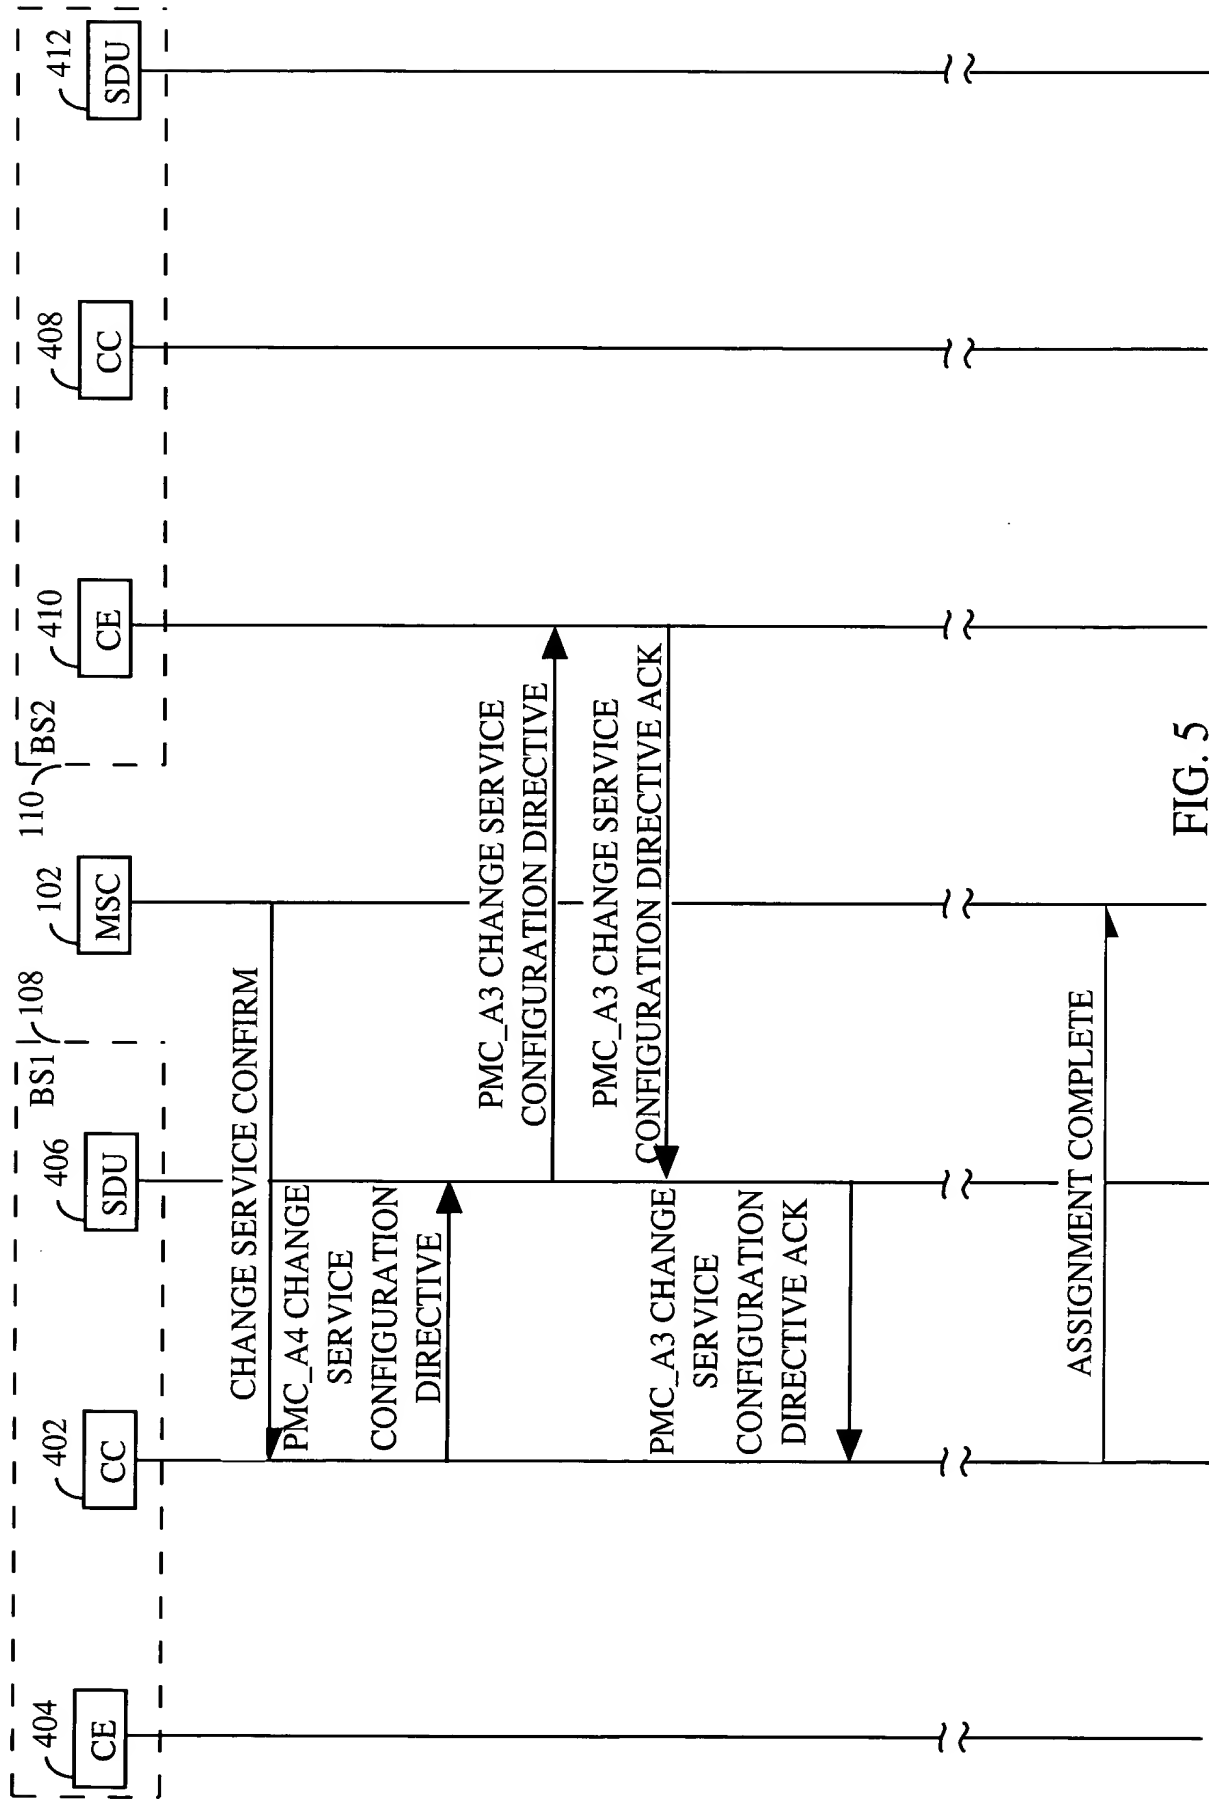 BS1
108
110
BS2
404
402
406
102
410
408
412
CE
CC
SDU
MSC
CE
CC
SDU
CHANGE SERVICE CONFIRM
PMC_A4 CHANGE
SERVICE
CONFIGURATION
DIRECTIVE
PMC_A3 CHANGE SERVICE
CONFIGURATION DIRECTIVE
PMC_A3 CHANGE SERVICE
CONFIGURATION DIRECTIVE ACK
PMC_A3 CHANGE
SERVICE
CONFIGURATION
DIRECTIVE ACK
ASSIGNMENT COMPLETE
FIG. 5